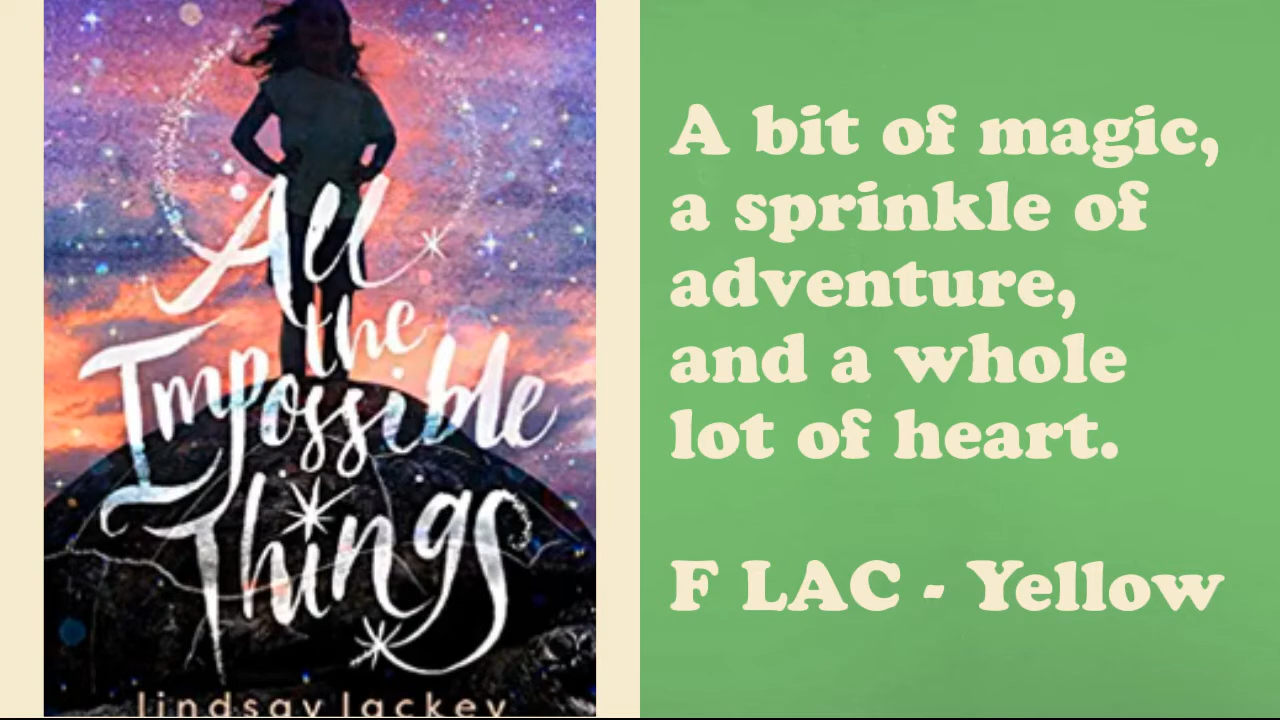 All
the
Impossible
Things
lindsay lackey
A bit of magic,
a sprinkle of
adventure,
and a whole
lot of heart.
F LAC - Yellow